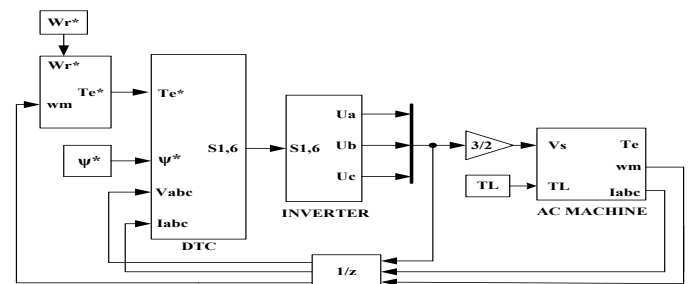 Wr*
Wr*
Te*
wm
Te*
ψ*
ψ*
Vabc
Iabc
S1,6
DTC
S1,6
Ua
Ub
Uc
INVERTER
3/2
TL
Vs
TL
Te
wm
Iabc
AC MACHINE
1/z